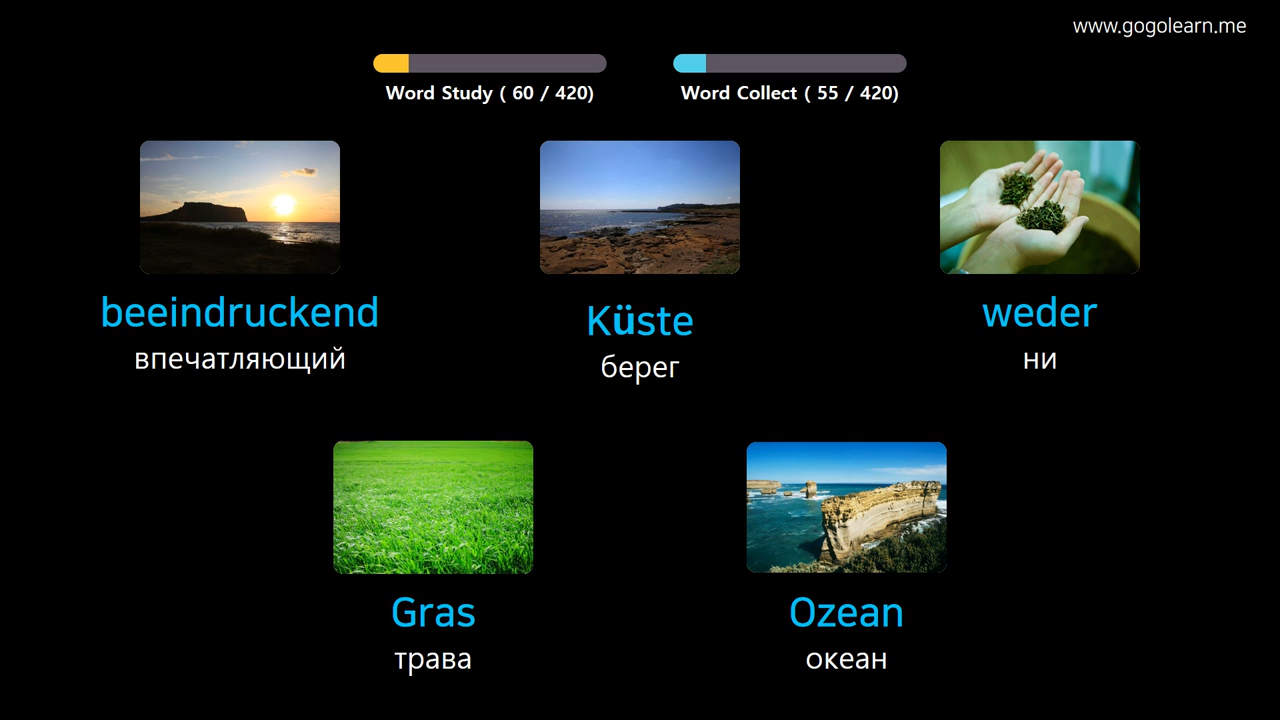 www.gogolearn.me
Word Study ( 60 / 420)
Word Collect ( 55 / 420)
beeindruckend
впечатляющий
Küste
берег
weder
ни
Gras
трава
Ozean
океан